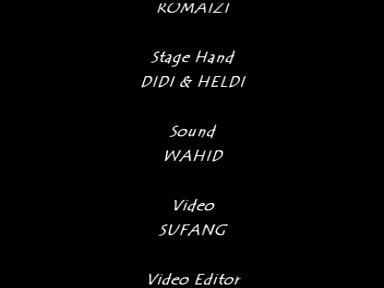 ROMAIZI
Stage Hand
DIDI & HELDI
Sound
WAHID
Video
SUFANG
Video Editor